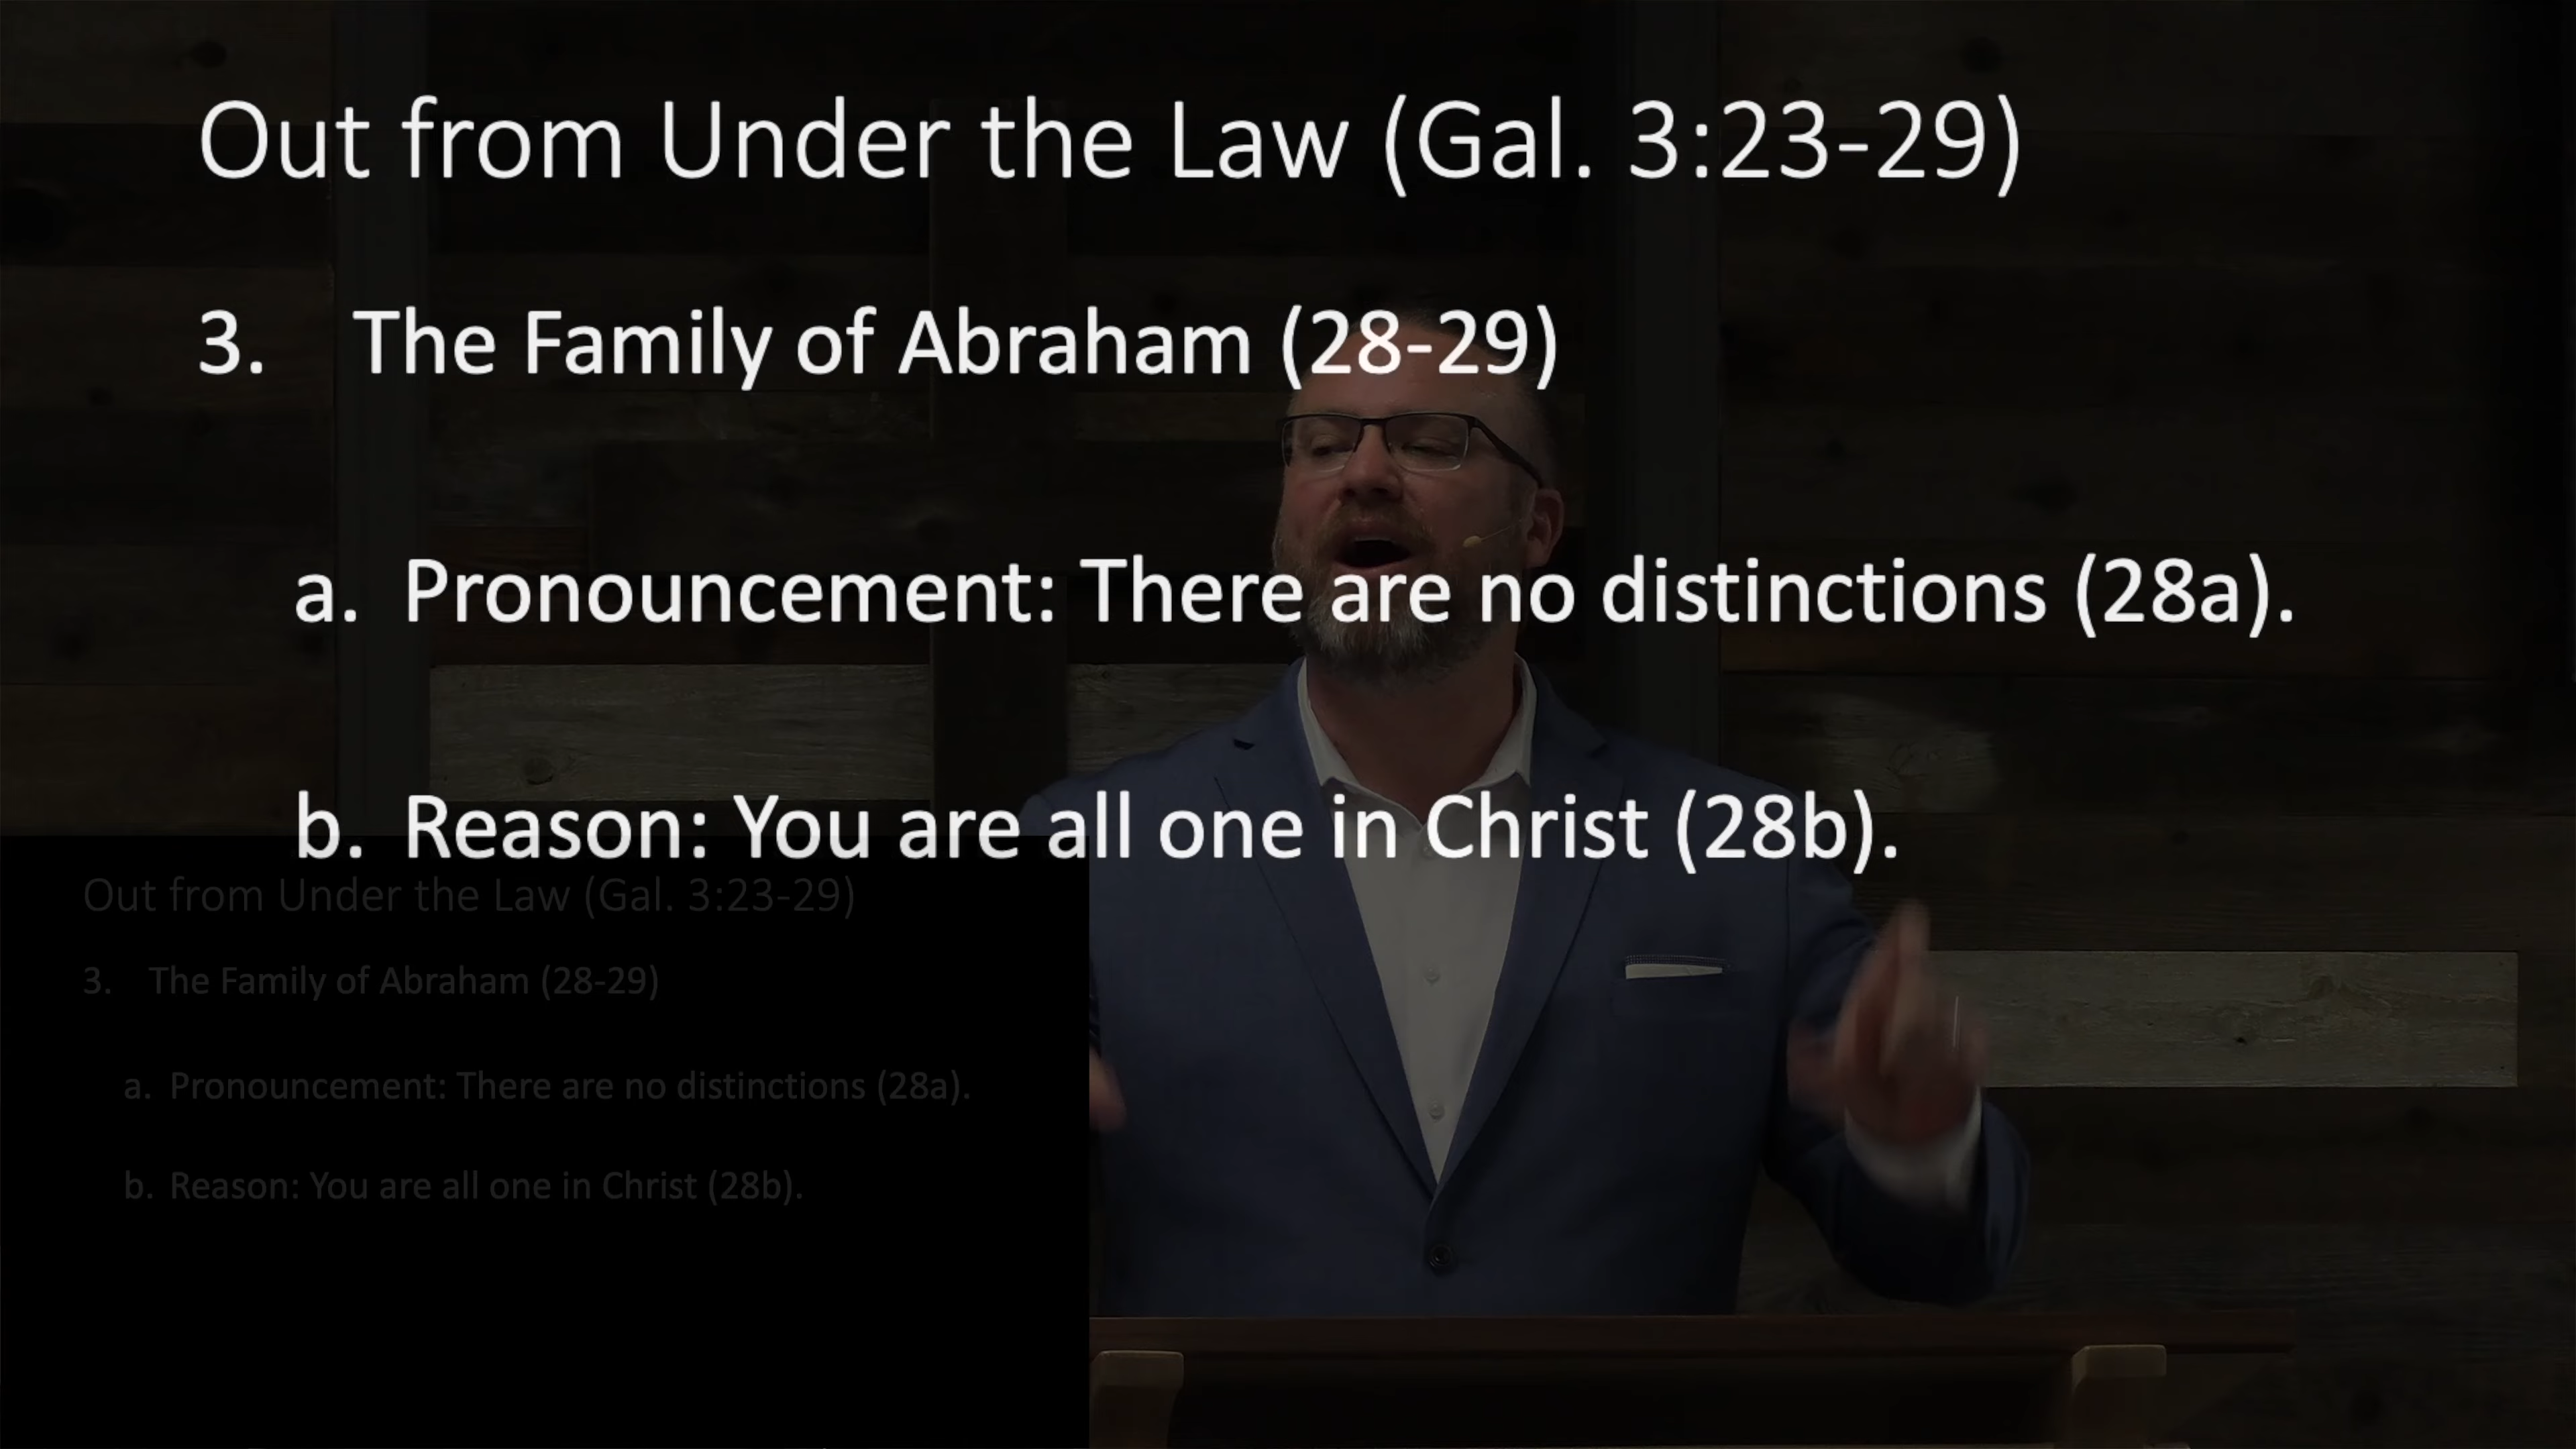 Out from Under the Law (Gal. 3:23-29)
3. The Family of Abraham (28-29)
a. Pronouncement: There are no distinctions (28a).
b. Reason: You are all one in Christ (28b).
Out from Under the Law (Gal. 3:23-29)
3. The Family of Abraham (28-29)
a. Pronouncement: There are no distinctions (28a).
b. Reason: You are all one in Christ (28b).